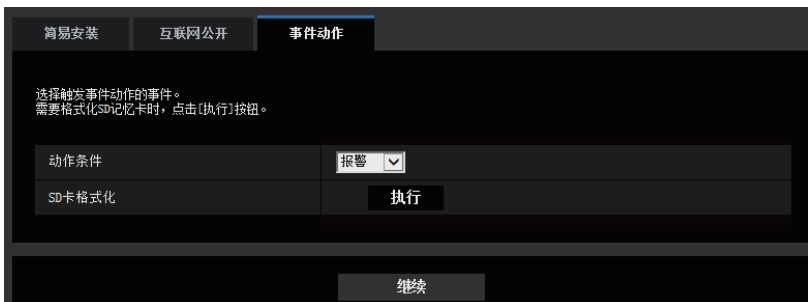 简易安装 互联网公开 事件动作
选择触发事件动作的事件。
需要格式化SD记忆卡时，点击[执行]按钮。
动作条件 报警
SD卡格式化 执行
继续